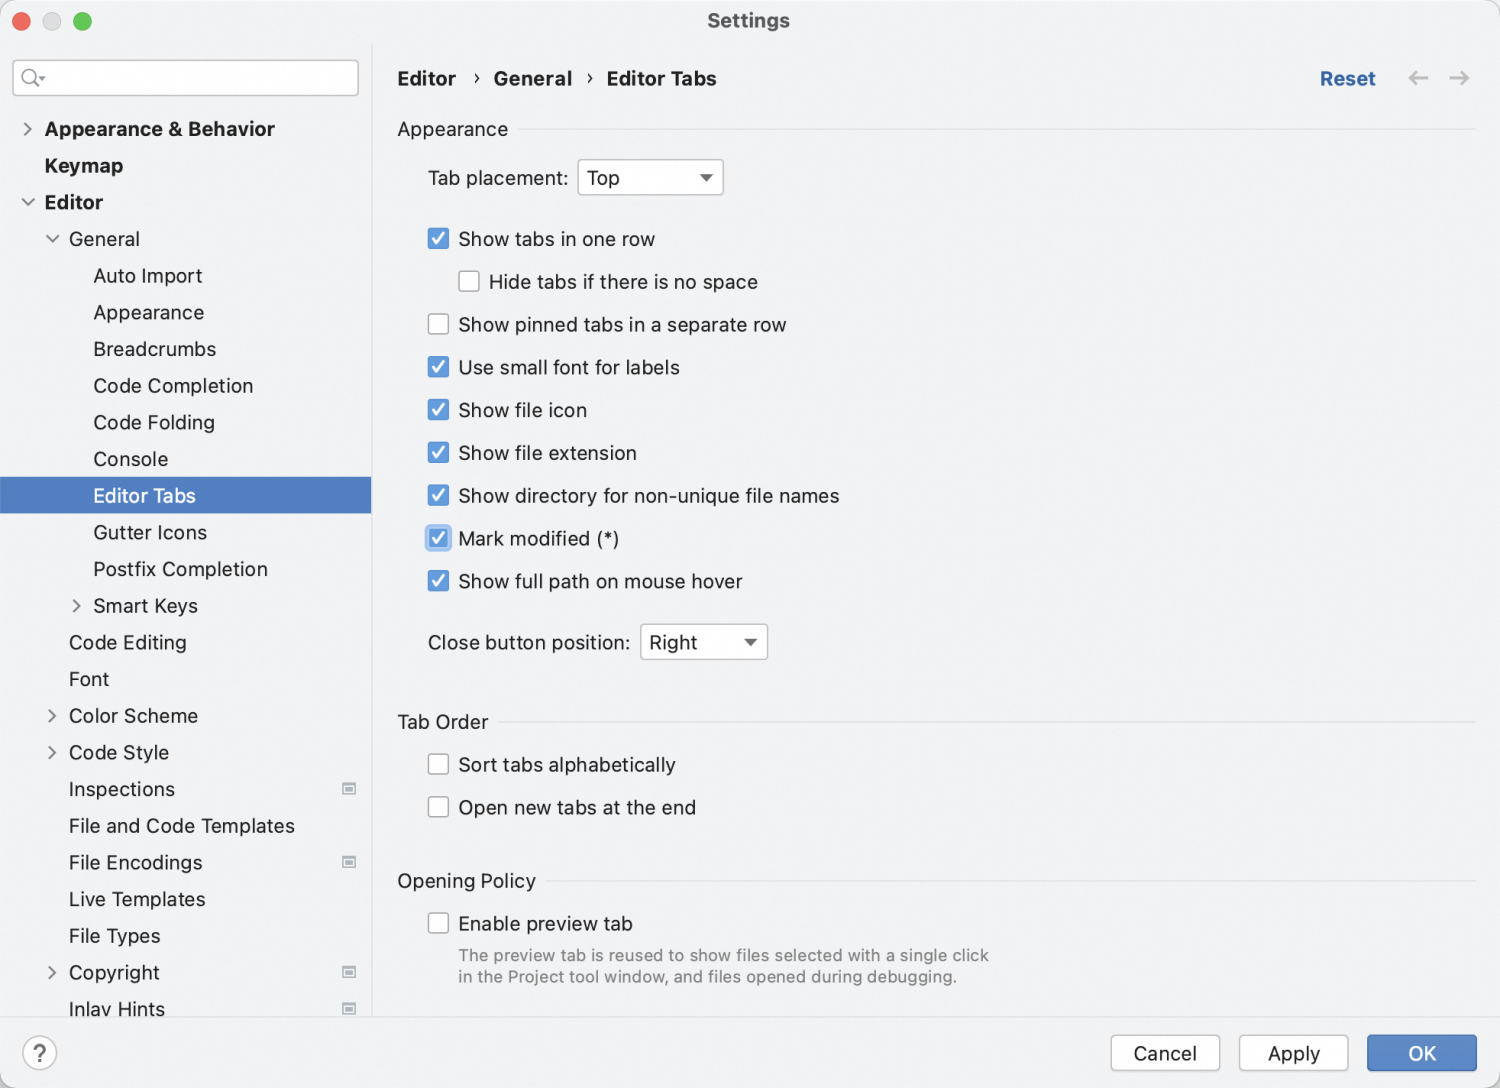 Settings
Appearance & Behavior
Keymap
Editor
General
Auto Import
Appearance
Breadcrumbs
Code Completion
Code Folding
Console
Editor Tabs
Gutter Icons
Postfix Completion
Smart Keys
Code Editing
Font
Color Scheme
Code Style
Inspections
File and Code Templates
File Encodings
Live Templates
File Types
Copyright
Inlay Hints
Editor › General › Editor Tabs
Reset
Appearance
Tab placement: Top
Show tabs in one row
Hide tabs if there is no space
Show pinned tabs in a separate row
Use small font for labels
Show file icon
Show file extension
Show directory for non-unique file names
Mark modified (*)
Show full path on mouse hover
Close button position: Right
Tab Order
Sort tabs alphabetically
Open new tabs at the end
Opening Policy
Enable preview tab
The preview tab is reused to show files selected with a single click
in the Project tool window, and files opened during debugging.
?
Cancel
Apply
OK